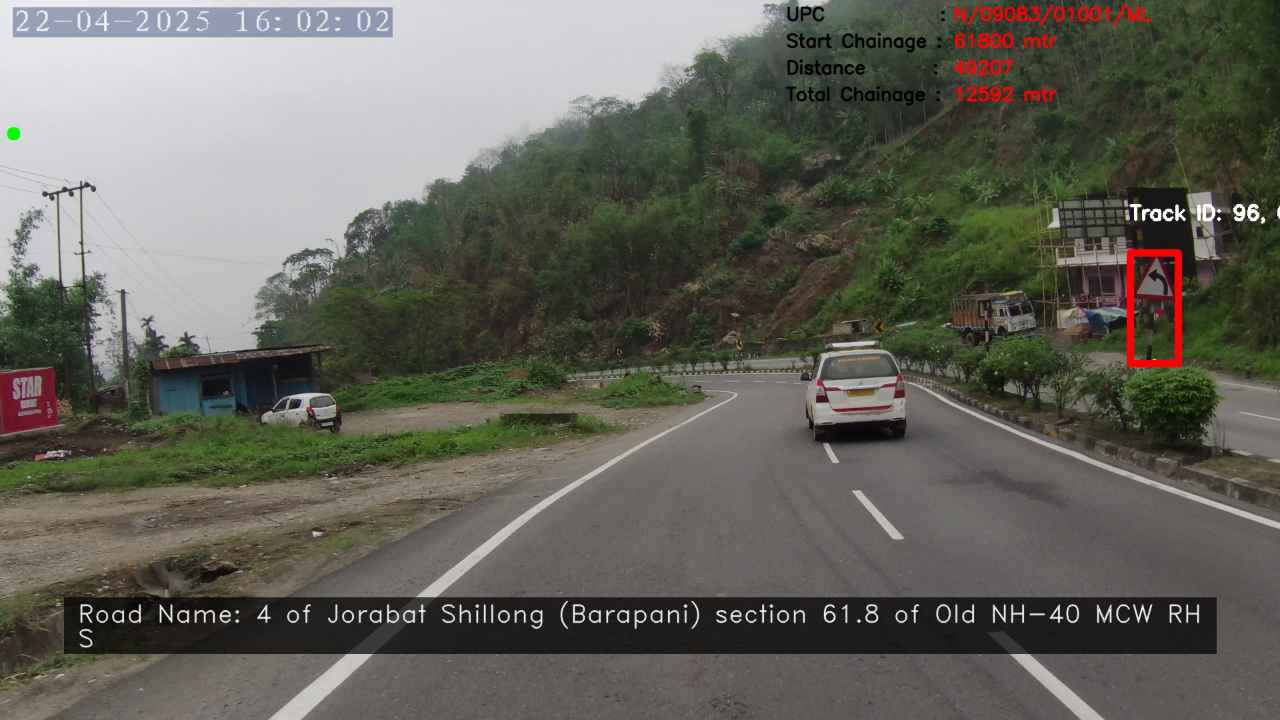 22-04-2025 16:02:02
UPC : N/09083/01001/ML
Start Chainage : 61800 mtr
Distance : 49207
Total Chainage : 12592 mtr
Track ID: 96,
STAR
Road Name: 4 of Jorabat Shillong (Barapani) section 61.8 of Old NH-40 MCW RH
S